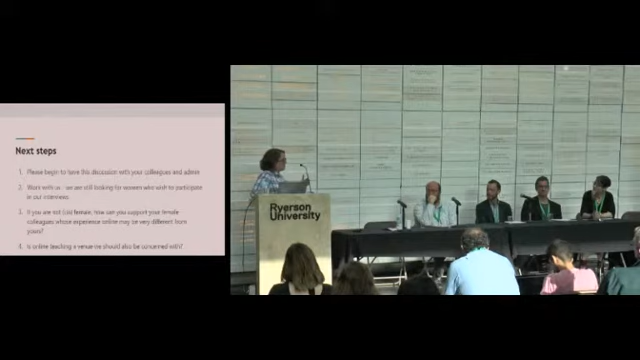 Next steps
1. Please begin to have this discussion with your colleagues and admin
2. Work with us - we are still looking for women who wish to participate
in our interviews
3. If you are not female, how can you support your female
colleagues whose experience online may be very different from
yours?
4. Is online teaching a venue we should also be concerned with?
Ryerson
University